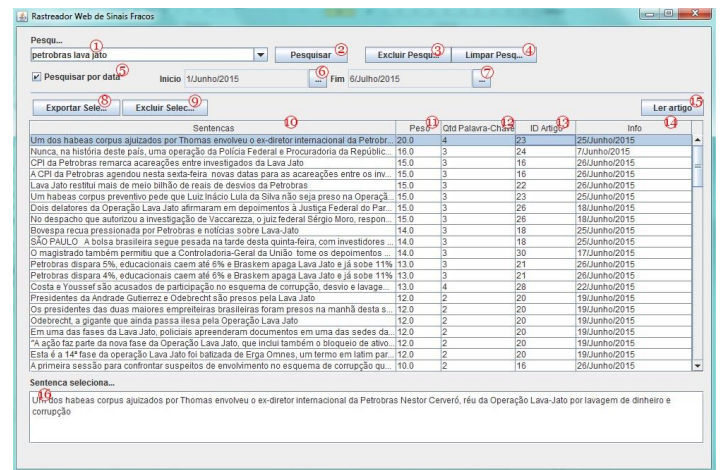 Rastreador Web de Sinais Fracos
Pesqu... ①
petrobras lava jato Pesquisar ② Excluir Pesqu... ③ Limpar Pesq... ④
Pesquisar por data ⑤ Inicio 1/Junho/2015 ... ⑥ Fim 6/Julho/2015 ... ⑦
Exportar Sele... ⑧ Excluir Selec... ⑨ Ler artigo ⑮
Sentencas ⑩ Peso ⑪ Qtd Palavra-Chave ⑫ ID Artigo ⑬ Info ⑭
Um dos habeas corpus ajuizados por Thomas envolveu o ex-diretor internacional da Petrobr... 20.0 4 23 25/Junho/2015
Nunca, na história deste país, uma operação da Polícia Federal e Procuradoria da Repúblic... 16.0 3 24 7/Junho/2015
CPI da Petrobras remarca acareações entre investigados da Lava Jato 15.0 3 16 26/Junho/2015
A CPI da Petrobras agendou nesta sexta-feira novas datas para as acareações entre os inv... 15.0 3 16 26/Junho/2015
Lava Jato restitui mais de meio bilhão de reais de desvios da Petrobras 15.0 3 22 26/Junho/2015
Um habeas corpus preventivo pede que Luiz Inácio Lula da Silva não seja preso na Operaçã... 15.0 3 23 25/Junho/2015
Dois delatores da Operação Lava Jato afirmaram em depoimentos à Justiça Federal do Par... 15.0 3 26 18/Junho/2015
No despacho que autorizou a investigação de Vaccarezza, o juiz federal Sérgio Moro, respon... 15.0 3 26 18/Junho/2015
Bovespa recua pressionada por Petrobras e notícias sobre Lava-Jato 14.0 3 18 25/Junho/2015
SÃO PAULO A bolsa brasileira segue pesada na tarde desta quinta-feira, com investidores ... 14.0 3 18 25/Junho/2015
O magistrado também permitiu que a Controladoria-Geral da União tome os depoimentos ... 14.0 3 30 17/Junho/2015
Petrobras dispara 5%, educacionais caem até 6% e Braskem apaga Lava Jato e já sobe 11% 13.0 3 21 26/Junho/2015
Petrobras dispara 4%, educacionais caem até 6% e Braskem apaga Lava Jato e já sobe 11% 13.0 3 21 26/Junho/2015
Costa e Youssef são acusados de participação no esquema de corrupção, desvio e lavage... 13.0 4 28 22/Junho/2015
Presidentes da Andrade Gutierrez e Odebrecht são presos pela Lava Jato 12.0 2 20 19/Junho/2015
Os presidentes das duas maiores empreiteiras brasileiras foram presos na manhã desta s... 12.0 2 20 19/Junho/2015
Odebrecht, a gigante que ainda passa ilesa pela Operação Lava Jato 12.0 2 20 19/Junho/2015
Em uma das fases da Lava Jato, policiais apreenderam documentos em uma das sedes da... 12.0 2 20 19/Junho/2015
"A ação faz parte da nova fase da Operação Lava Jato, que inclui também o bloqueio de ativo... 12.0 2 20 19/Junho/2015
Esta é a 14ª fase da operação Lava Jato foi batizada de Erga Omnes, um termo em latim par... 12.0 2 20 19/Junho/2015
A primeira sessão para confrontar suspeitos de envolvimento no esquema de corrupção qu... 12.0 2 16 26/Junho/2015
Sentenca seleciona...
⑯
Um dos habeas corpus ajuizados por Thomas envolveu o ex-diretor internacional da Petrobras Nestor Cerveró, réu da Operação Lava-Jato por lavagem de dinheiro e
corrupção